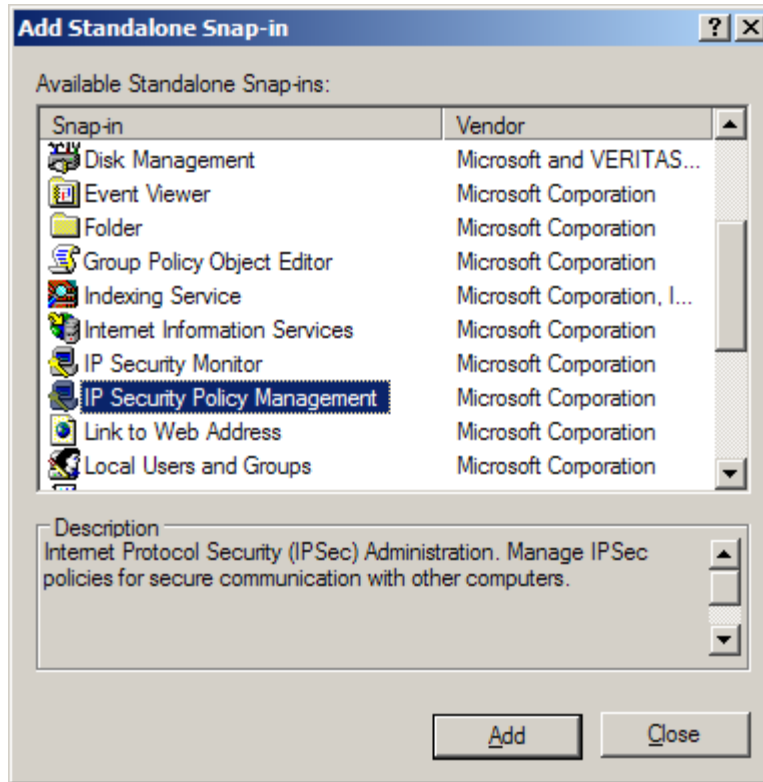 Add Standalone Snap-in
Available Standalone Snap-ins:
Snap-in Vendor
Disk Management Microsoft and VERITAS...
Event Viewer Microsoft Corporation
Folder Microsoft Corporation
Group Policy Object Editor Microsoft Corporation
Indexing Service Microsoft Corporation, I...
Internet Information Services Microsoft Corporation
IP Security Monitor Microsoft Corporation
IP Security Policy Management Microsoft Corporation
Link to Web Address Microsoft Corporation
Local Users and Groups Microsoft Corporation
Description
Internet Protocol Security (IPSec) Administration. Manage IPSec
policies for secure communication with other computers.
Add Close